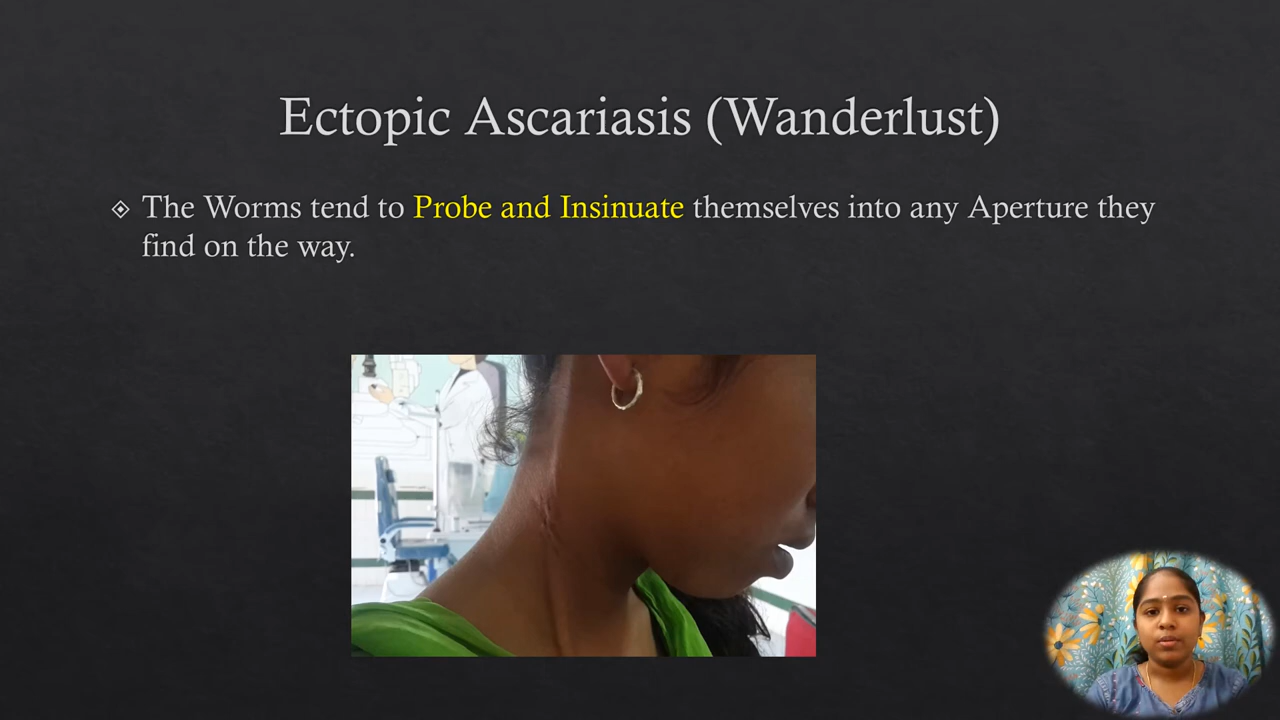 Ectopic Ascariasis (Wanderlust)
The Worms tend to Probe and Insinuate themselves into any Aperture they
find on the way.